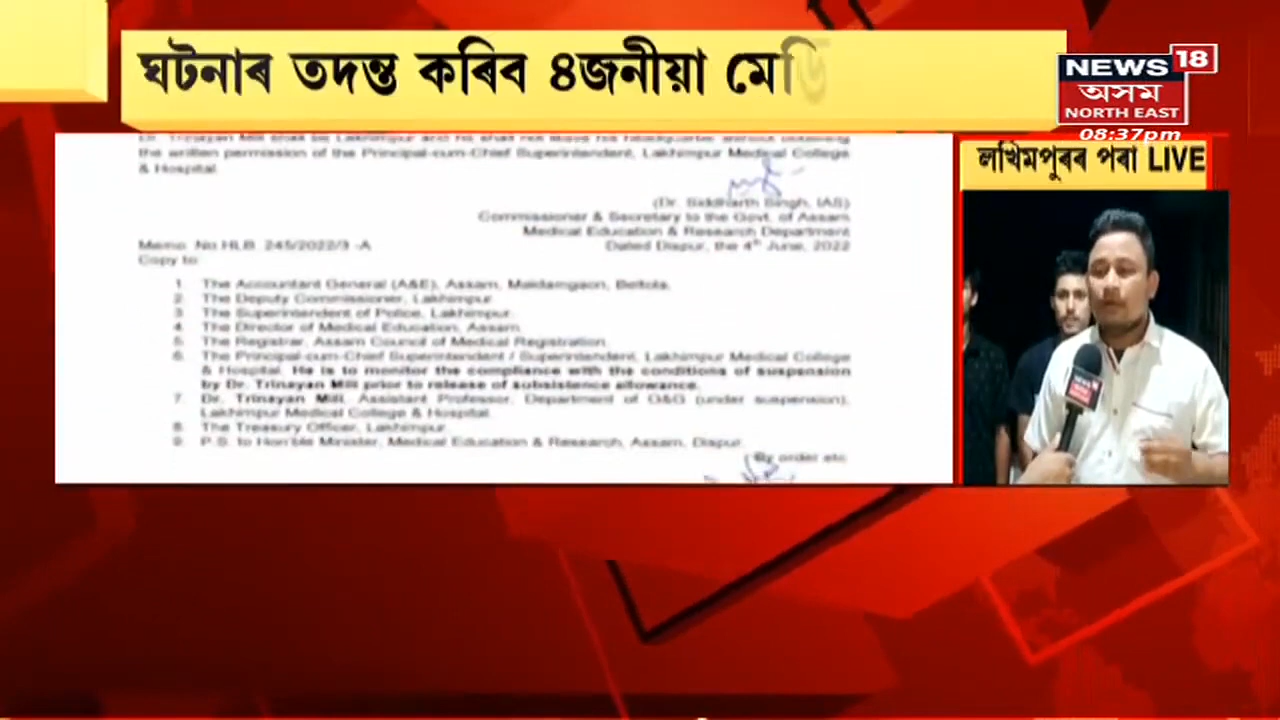 ঘটনাৰ তদন্ত কৰিব ৪জনীয়া
NEWS 18
অসম
NORTH EAST
08:37pm
লখিমপুৰৰ পৰা LIVE
the written permission of the Principal-cum-Chief Superintendent, Lakhimpur Medical College
& Hospital.
(Dr. Siddharth Singh, IAS)
Commissioner & Secretary to the Govt. of Assam
Medical Education & Research Department
Memo No.HLB. 245/2022/3 -A
Dated Dispur, the 4th June, 2022
Copy to:
1. The Accountant General (A&E), Assam, Maidamgaon, Beltola.
2. The Deputy Commissioner, Lakhimpur.
3. The Superintendent of Police, Lakhimpur.
4. The Director of Medical Education, Assam.
5. The Registrar, Assam Council of Medical Registration.
6. The Principal-cum-Chief Superintendent / Superintendent, Lakhimpur Medical College
& Hospital. He is to monitor the compliance with the conditions of suspension
by Dr. Trinayan Mili prior to release of subsistence allowance.
7. Dr. Trinayan Mili, Assistant Professor, Department of O&G (under suspension),
Lakhimpur Medical College & Hospital.
8. The Treasury Officer, Lakhimpur.
9. P.S. to Hon'ble Minister, Medical Education & Research, Assam, Dispur.
By order etc